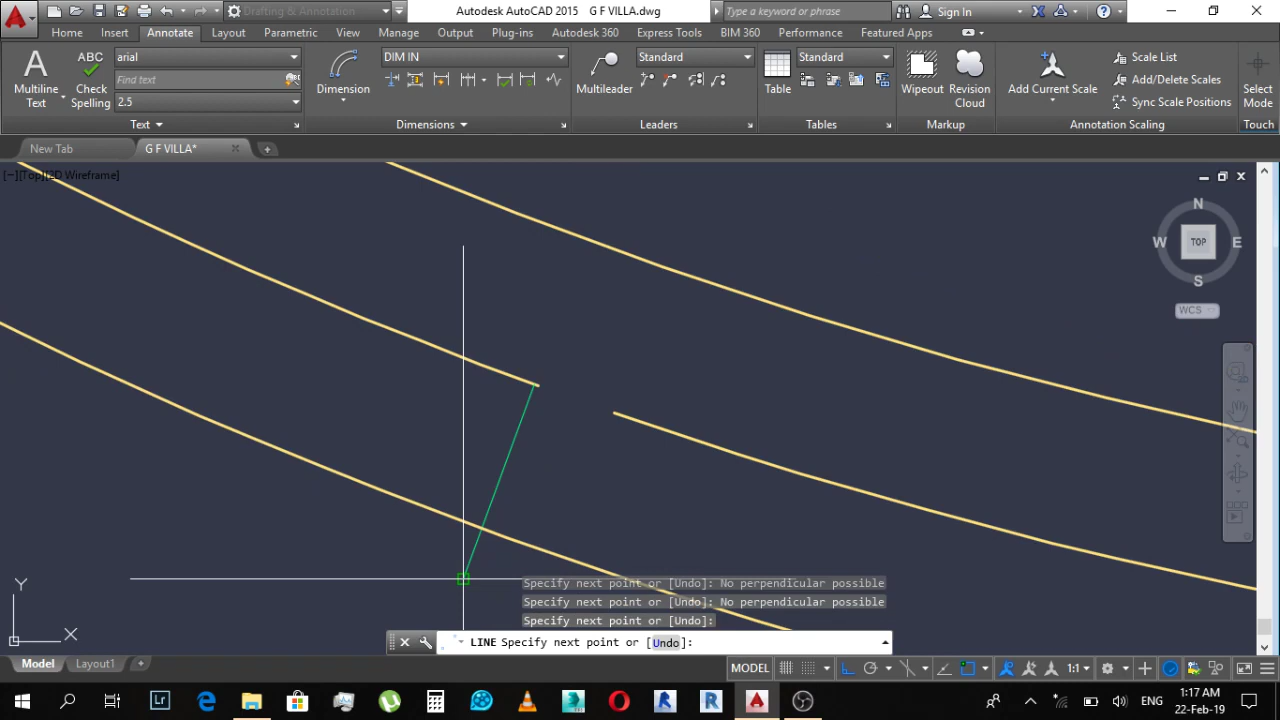 Drafting & Annotation
Autodesk AutoCAD 2015 G F VILLA.dwg
Type a keyword or phrase
Sign In
Home Insert Annotate Layout Parametric View Manage Output Plug-ins Autodesk 360 Express Tools BIM 360 Performance Featured Apps
A
Multiline Text
ABC
Check Spelling
arial
Find text
2.5
Text
Dimension
DIM IN
Dimensions
Multileader
Standard
Leaders
Table
Standard
Tables
Wipeout
Revision Cloud
Markup
Add Current Scale
Scale List
Add/Delete Scales
Sync Scale Positions
Annotation Scaling
Select Mode
Touch
New Tab
G F VILLA*
[−][Top][2D Wireframe]
N
W TOP E
S
WCS
Y
X
Specify next point or [Undo]: No perpendicular possible
Specify next point or [Undo]: No perpendicular possible
Specify next point or [Undo]:
LINE Specify next point or [Undo]:
Model Layout1
MODEL
1:1
Lr
ENG
1:17 AM
22-Feb-19